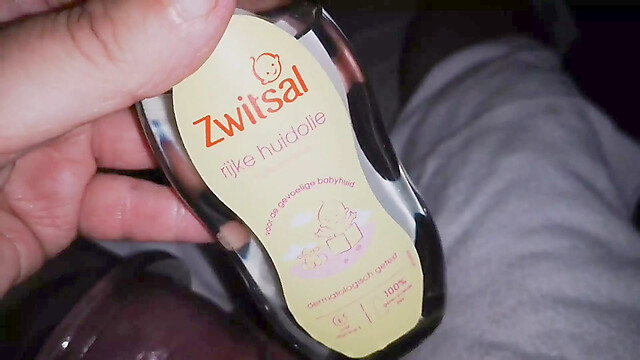 Zwitsal
rijke huidolie
voor de gevoelige babyhuid
dermatologisch getest
100%